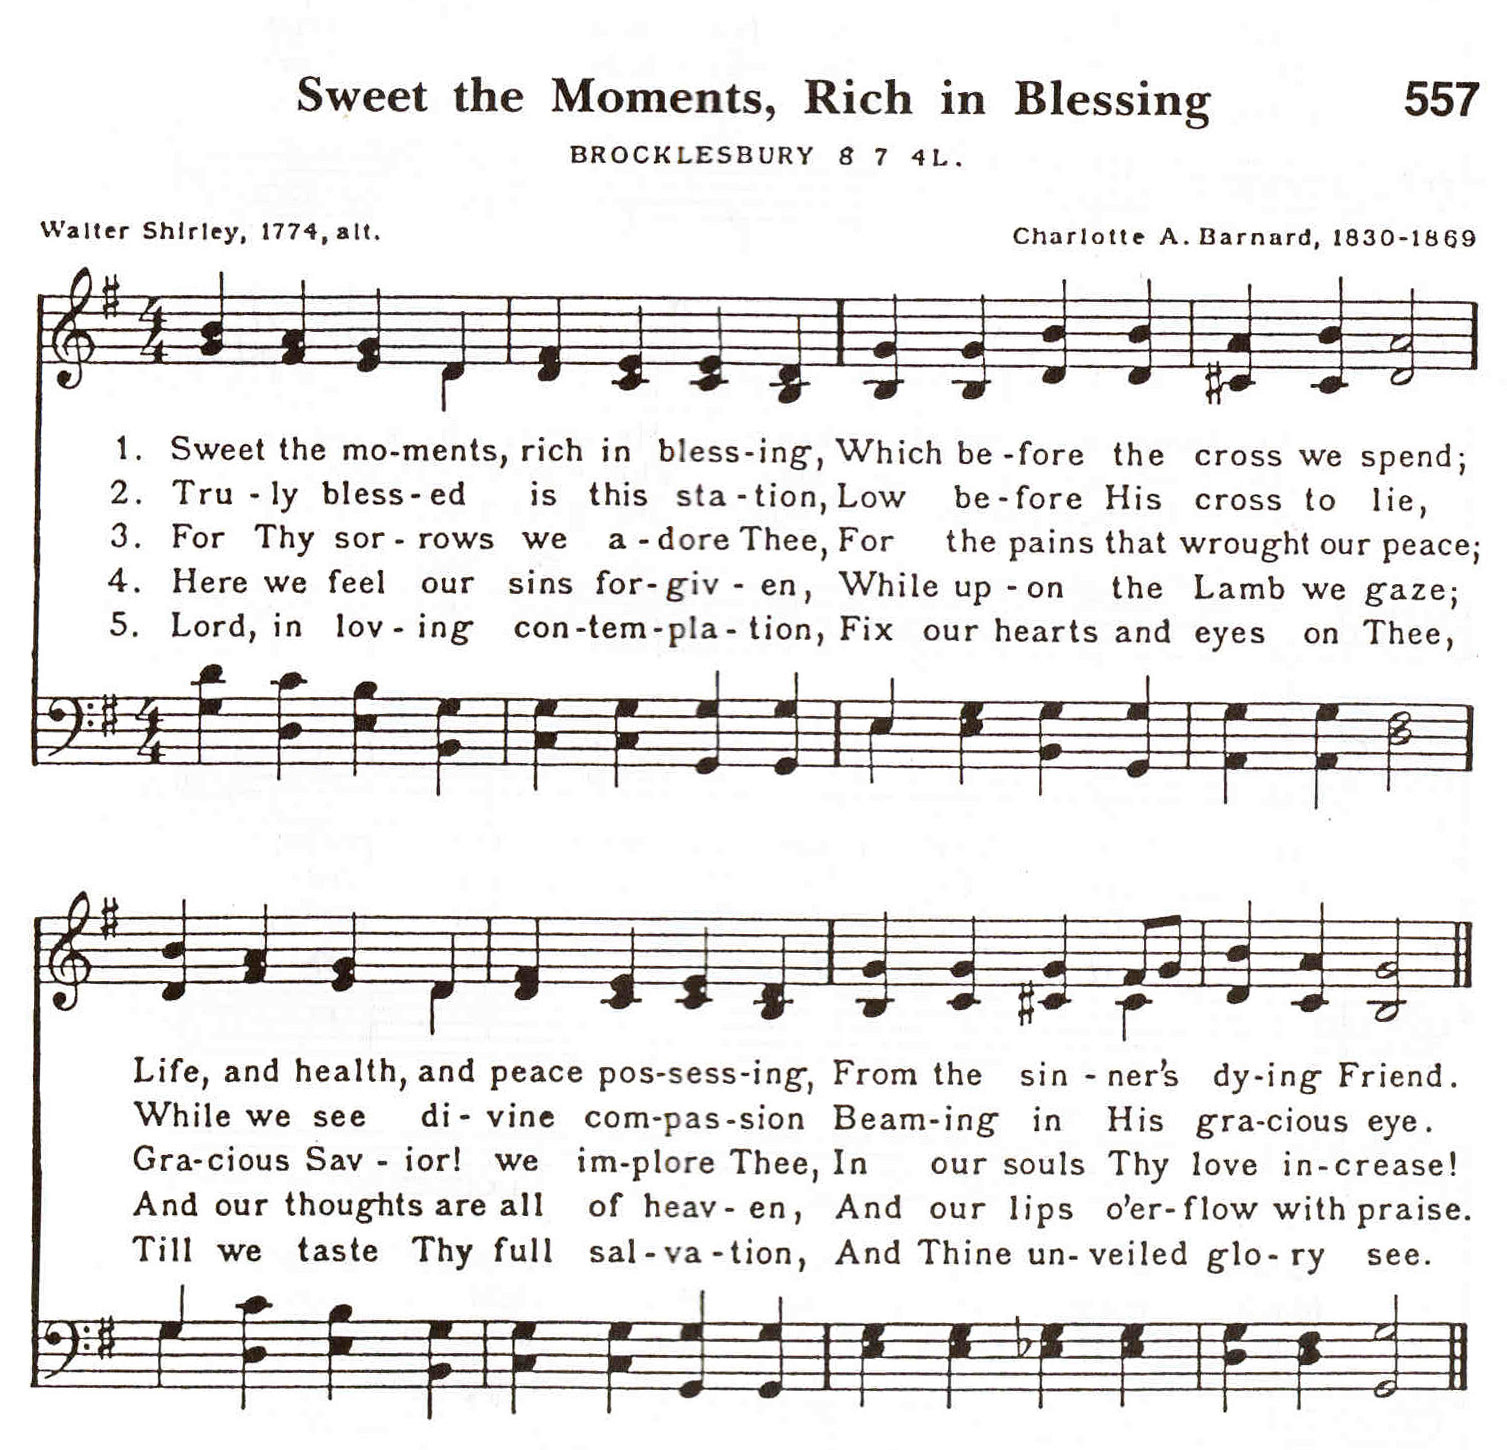 Sweet the Moments, Rich in Blessing 557
BROCKLESBURY 8 7 4L.
Walter Shirley, 1774, alt. Charlotte A. Barnard, 1830-1869
1. Sweet the mo-ments, rich in bless-ing, Which be-fore the cross we spend;
2. Tru-ly bless-ed is this sta-tion, Low be-fore His cross to lie,
3. For Thy sor-rows we a-dore Thee, For the pains that wrought our peace;
4. Here we feel our sins for-giv-en, While up-on the Lamb we gaze;
5. Lord, in lov-ing con-tem-pla-tion, Fix our hearts and eyes on Thee,
Life, and health, and peace pos-sess-ing, From the sin-ner's dy-ing Friend.
While we see di-vine com-pas-sion Beam-ing in His gra-cious eye.
Gra-cious Sav-ior! we im-plore Thee, In our souls Thy love in-crease!
And our thoughts are all of heav-en, And our lips o'er-flow with praise.
Till we taste Thy full sal-va-tion, And Thine un-veiled glo-ry see.